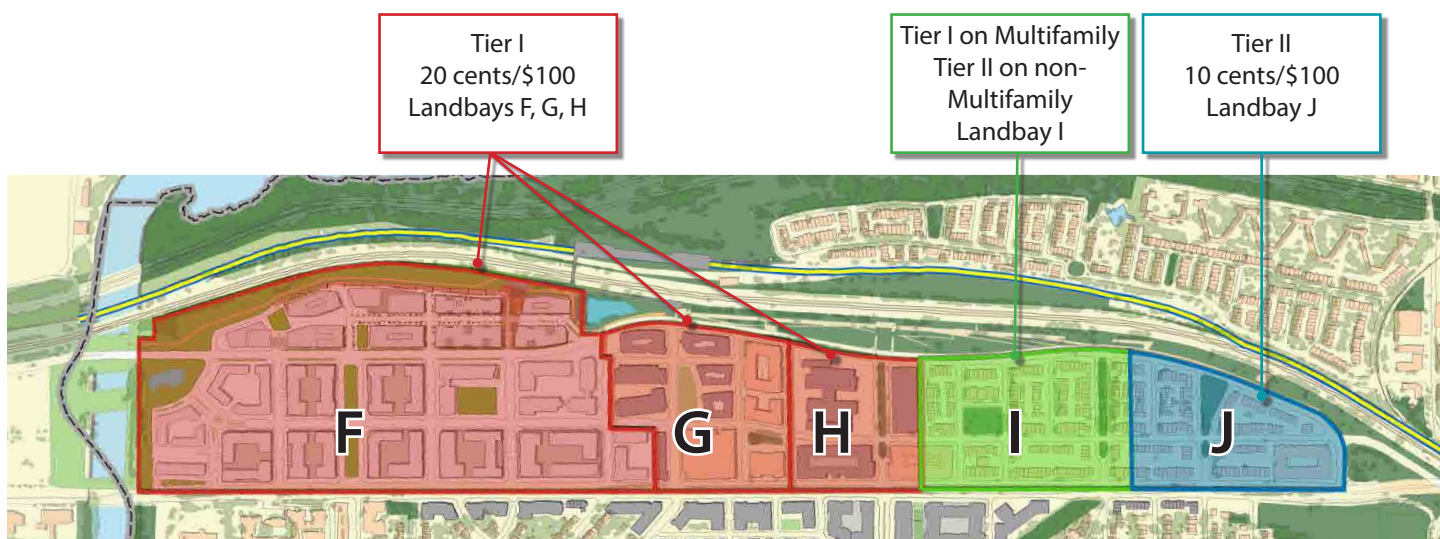 Tier I
20 cents/$100
Landbays F, G, H
Tier I on Multifamily
Tier II on non-
Multifamily
Landbay I
Tier II
10 cents/$100
Landbay J
F
G
H
I
J